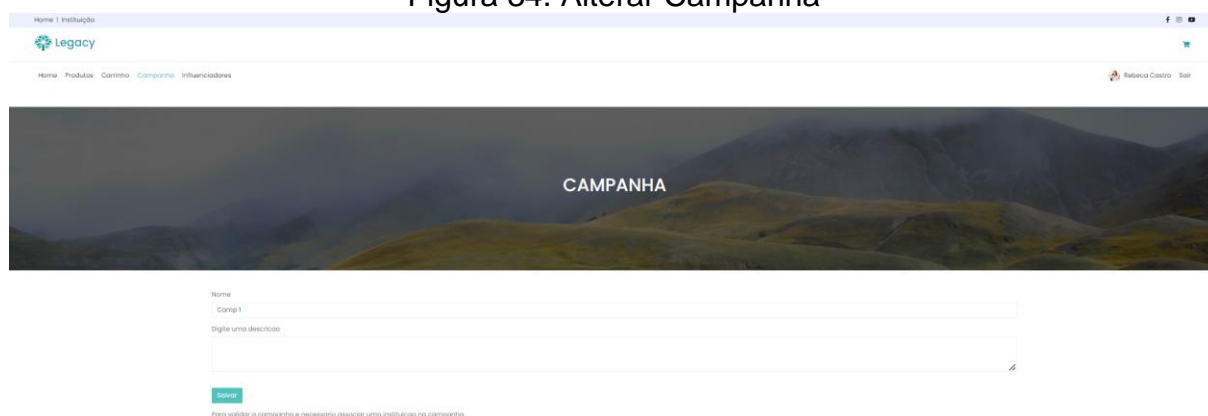 Figura 34: Alterar Campanha
Home | Instituição
Legacy
Home Produtos Carrinho Campanha Influenciadores
Rebeca Castro Sair
CAMPANHA
Nome
Camp 1
Digite uma descricao
Salvar
Para validar a campanha e necessario associar uma instituicao na campanha.